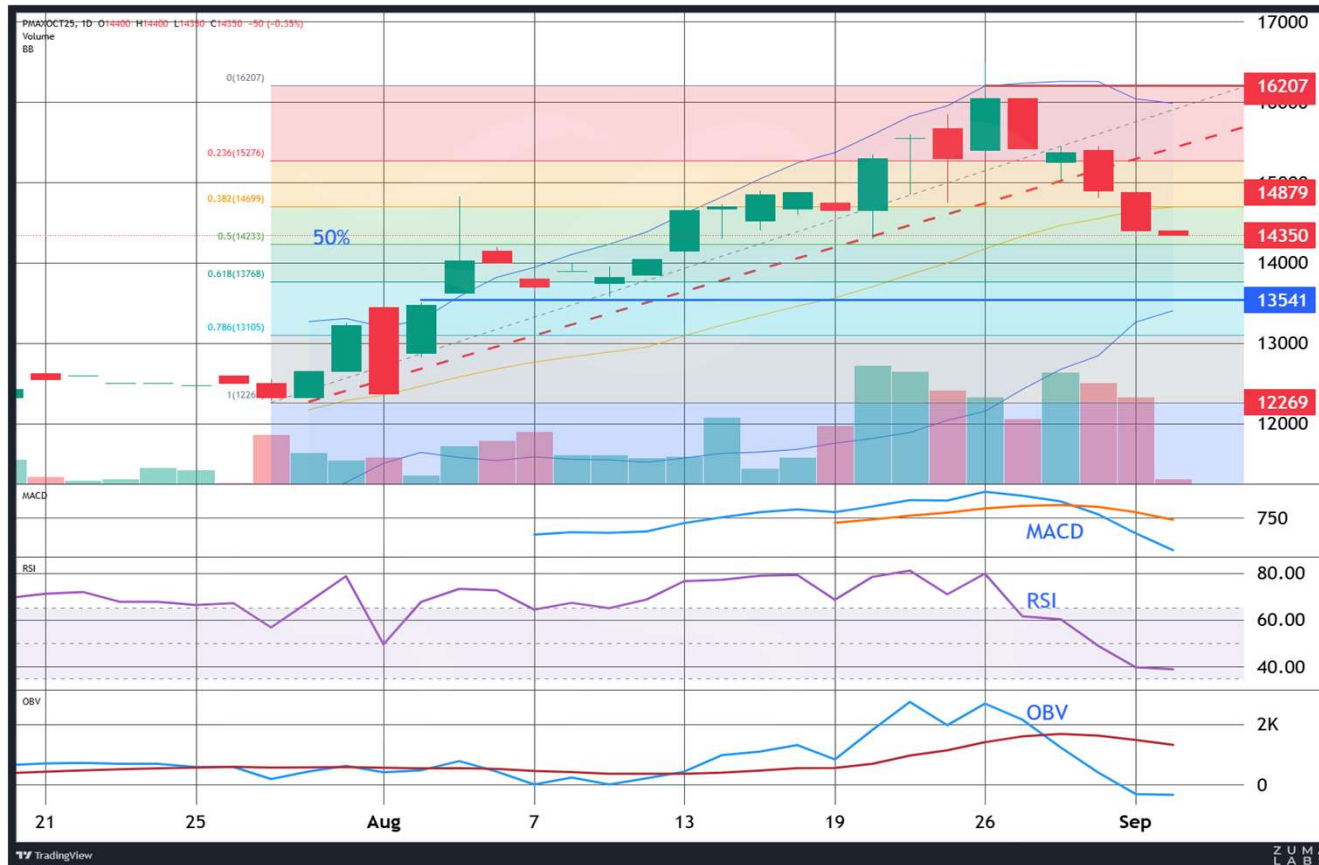 PMAXOCT25, 1D O14400 H14400 L14350 C14350 -50 (-0.35%)
Volume
BB
17000
0(16207)
16207
0.236(15276)
14879
0.382(14699)
50%
0.5(14233)
14350
14000
0.618(13768)
13541
0.786(13105)
13000
12269
12000
MACD
750
MACD
RSI
80.00
RSI
60.00
40.00
OBV
OBV
2K
0
21
25
Aug
7
13
19
26
Sep
TradingView